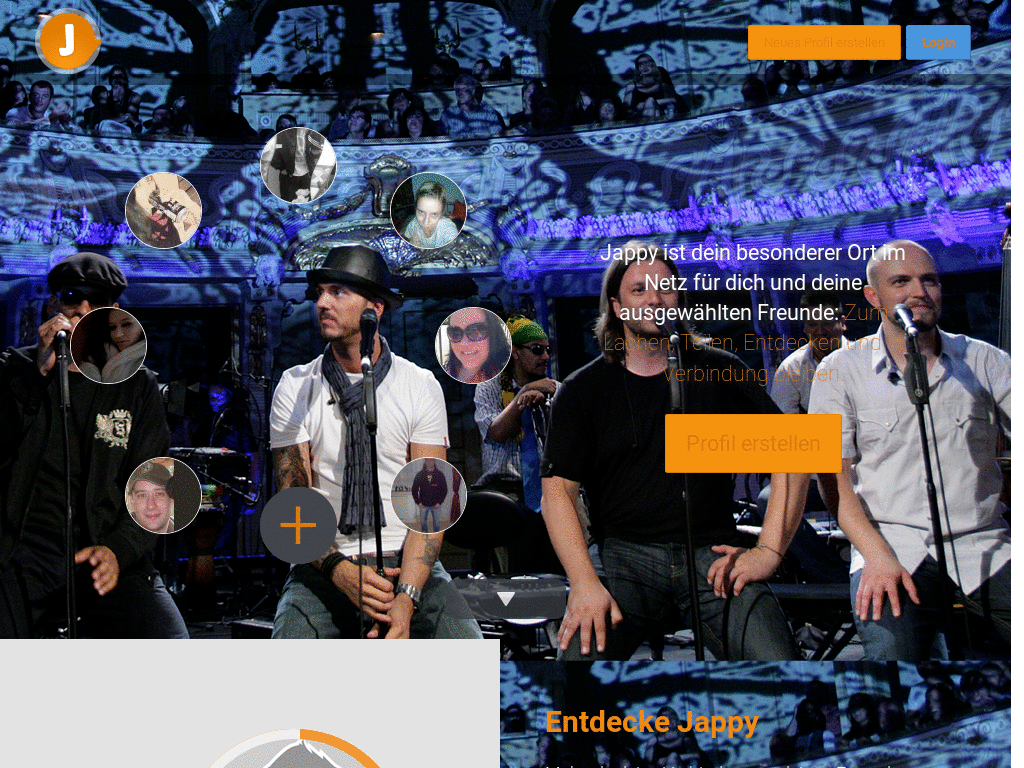 J
Neues Profil erstellen
Login
Jappy ist dein besonderer Ort im
Netz für dich und deine
ausgewählten Freunde: Zum
Lachen, Teilen, Entdecken und in
Verbindung bleiben.
Profil erstellen
Entdecke Jappy